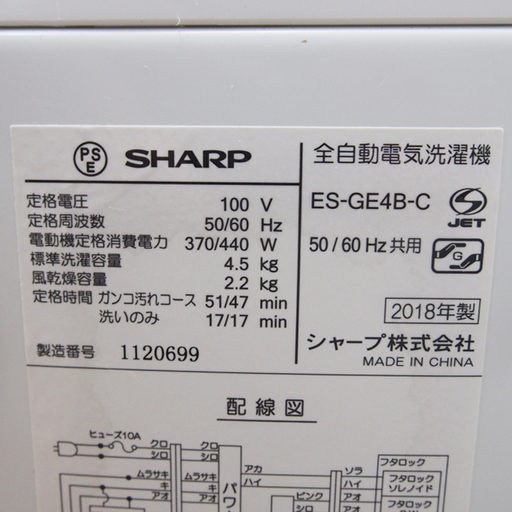 PSE SHARP
全自動電気洗濯機
ES-GE4B-C
JET
50/60 Hz共用
G
定格電圧 100 V
定格周波数 50/60 Hz
電動機定格消費電力 370/440 W
標準洗濯容量 4.5 kg
風乾燥容量 2.2 kg
定格時間 ガンコ汚れコース 51/47 min
洗いのみ 17/17 min
製造番号 1120699
2018年製
シャープ株式会社
MADE IN CHINA
配線図
ヒューズ10A
クロ
シロ
クロ
シロ
ムラサキ
キ
アオ
ムラサキ
キ
アオ
パワ
アカ
ハイ
ピンク
シロ
ソラ
ハイ
アオ
アオ
フタロック
フタロック
ソレノイド
フタロック